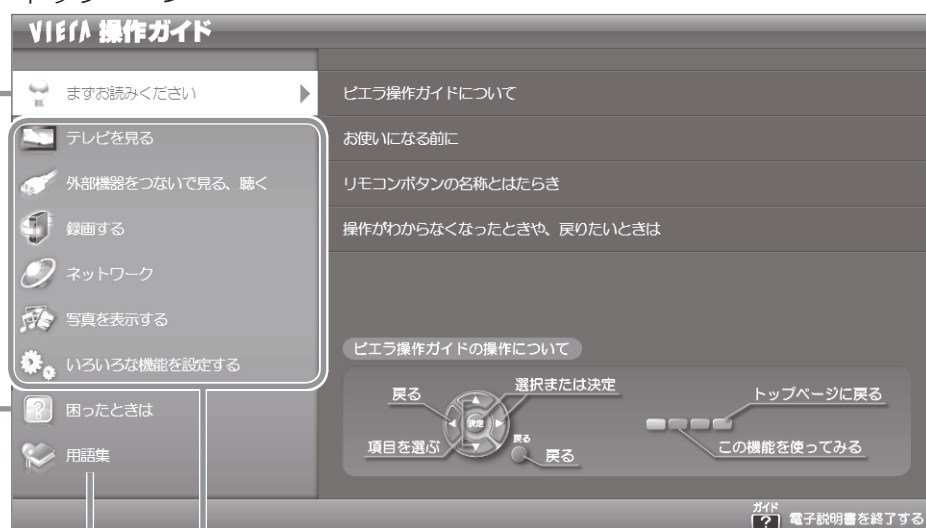 VIERA 操作ガイド
まずお読みください
テレビを見る
外部機器をつないで見る、聴く
録画する
ネットワーク
写真を表示する
いろいろな機能を設定する
困ったときは
用語集
ビエラ操作ガイドについて
お使いになる前に
リモコンボタンの名称とはたらき
操作がわからなくなったときや、戻りたいときは
ビエラ操作ガイドの操作について
戻る
選択または決定
決定
項目を選ぶ
戻る
戻る
トップページに戻る
この機能を使ってみる
ガイド
? 電子説明書を終了する